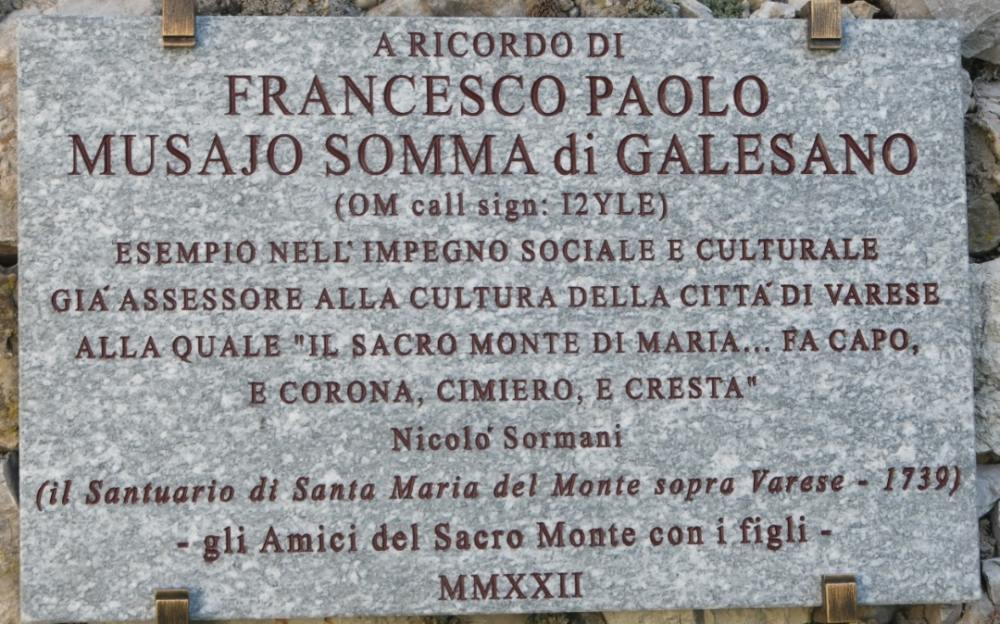 A RICORDO DI
FRANCESCO PAOLO
MUSAJO SOMMA di GALESANO
(OM call sign: I2YLE)
ESEMPIO NELL'IMPEGNO SOCIALE E CULTURALE
GIA' ASSESSORE ALLA CULTURA DELLA CITTA' DI VARESE
ALLA QUALE "IL SACRO MONTE DI MARIA... FA CAPO,
E CORONA, CIMIERO, E CRESTA"
Nicolo' Sormani
(il Santuario di Santa Maria del Monte sopra Varese - 1739)
- gli Amici del Sacro Monte con i figli -
MMXXII